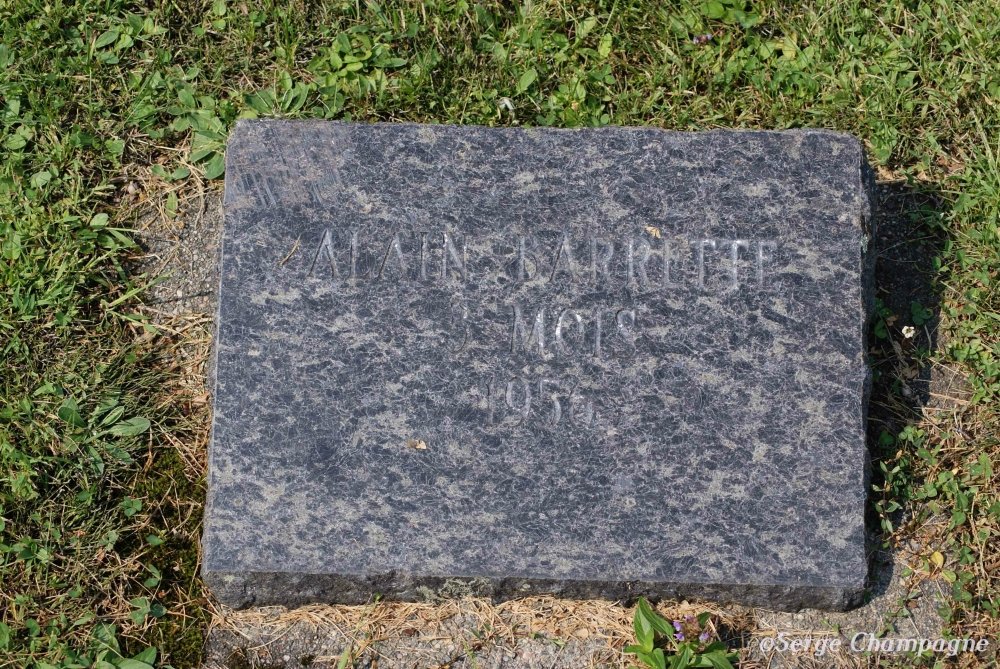 ALAIN BARRETTE
MOIS
1956
©Serge Champagne